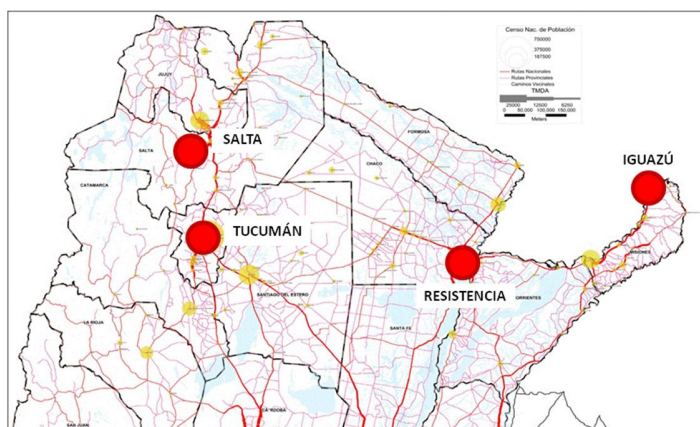 Censo Nac. de Población
750000
375000
187500
Rutas Nacionales
Rutas Provinciales
Caminos Vecinales
TMDA
25000 12500 6250
0 50.000 100.000 150.000
Meters
JUJUY
SALTA
FORMOSA
SALTA
CHACO
IGUAZÚ
CATAMARCA
TUCUMÁN
MISIONES
RESISTENCIA
SANTIAGO DEL ESTERO
ORRIENTES
LA RIOJA
SANTA FE
SAN JUAN